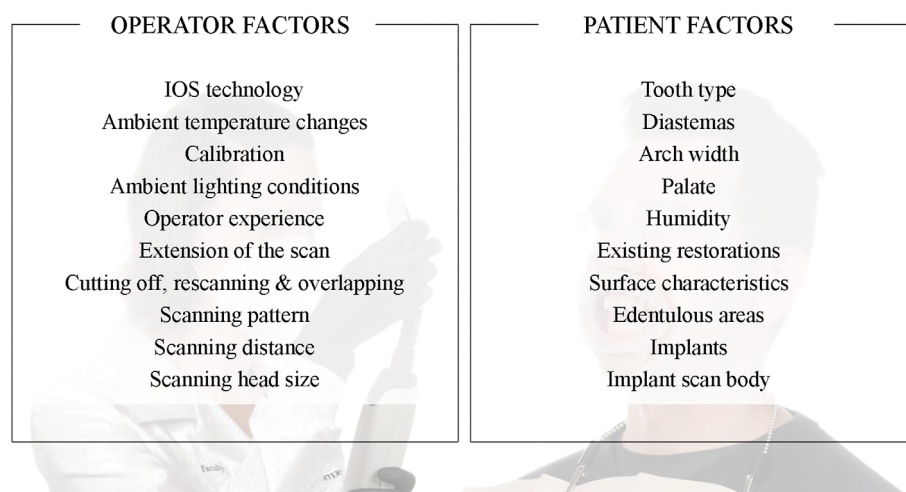 OPERATOR FACTORS
IOS technology
Ambient temperature changes
Calibration
Ambient lighting conditions
Operator experience
Extension of the scan
Cutting off, rescanning & overlapping
Scanning pattern
Scanning distance
Scanning head size
PATIENT FACTORS
Tooth type
Diastemas
Arch width
Palate
Humidity
Existing restorations
Surface characteristics
Edentulous areas
Implants
Implant scan body